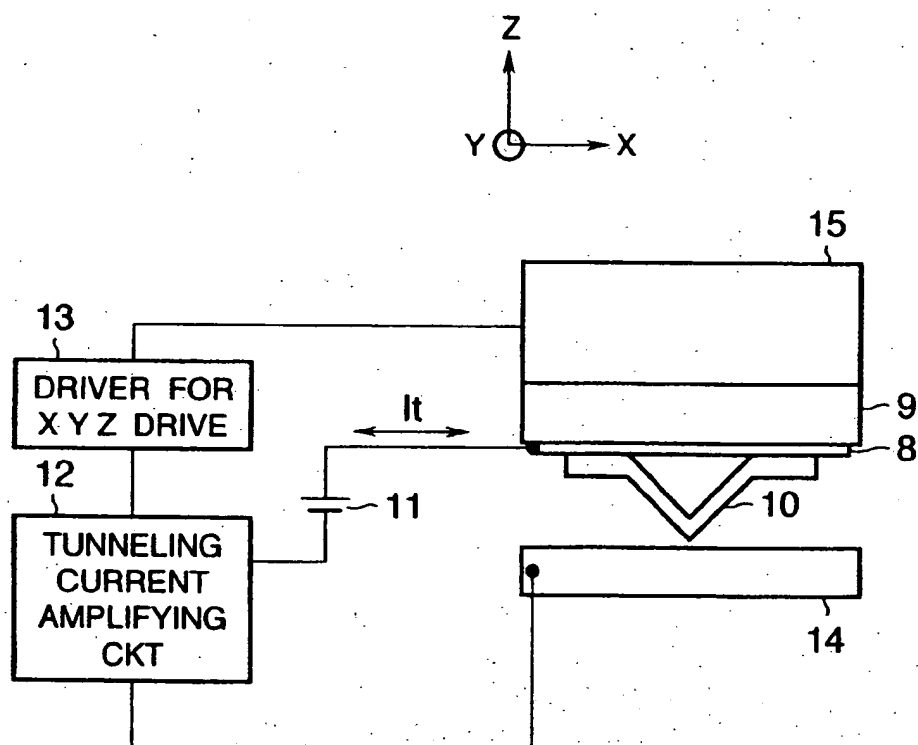 Z
Y
X
15
13
DRIVER FOR
X Y Z DRIVE
It
9
8
12
11
10
TUNNELING
CURRENT
AMPLIFYING
CKT
14